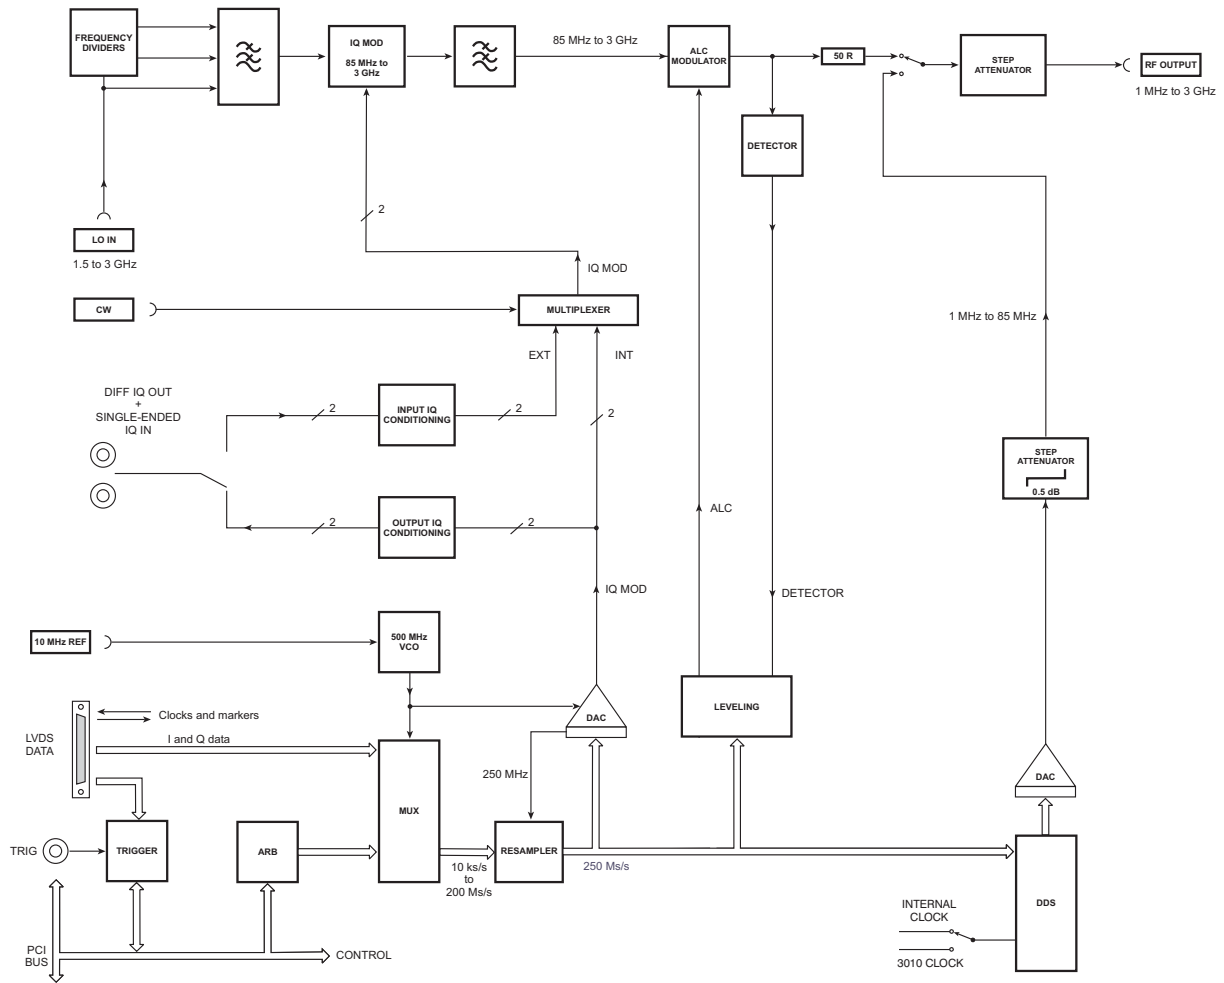 FREQUENCY
DIVIDERS
IQ MOD
85 MHz to
3 GHz
85 MHz to 3 GHz
ALC
MODULATOR
50 R
STEP
ATTENUATOR
RF OUTPUT
1 MHz to 3 GHz
DETECTOR
2
LO IN
1.5 to 3 GHz
IQ MOD
CW
MULTIPLEXER
1 MHz to 85 MHz
EXT
INT
DIFF IQ OUT
+
SINGLE-ENDED
IQ IN
2
INPUT IQ
CONDITIONING
2
2
STEP
ATTENUATOR
0.5 dB
2
OUTPUT IQ
CONDITIONING
2
ALC
IQ MOD
DETECTOR
10 MHz REF
500 MHz
VCO
LVDS
DATA
Clocks and markers
I and Q data
DAC
LEVELING
250 MHz
DAC
MUX
TRIG
TRIGGER
ARB
RESAMPLER
10 ks/s
to
200 Ms/s
250 Ms/s
DDS
INTERNAL
CLOCK
3010 CLOCK
PCI
BUS
CONTROL